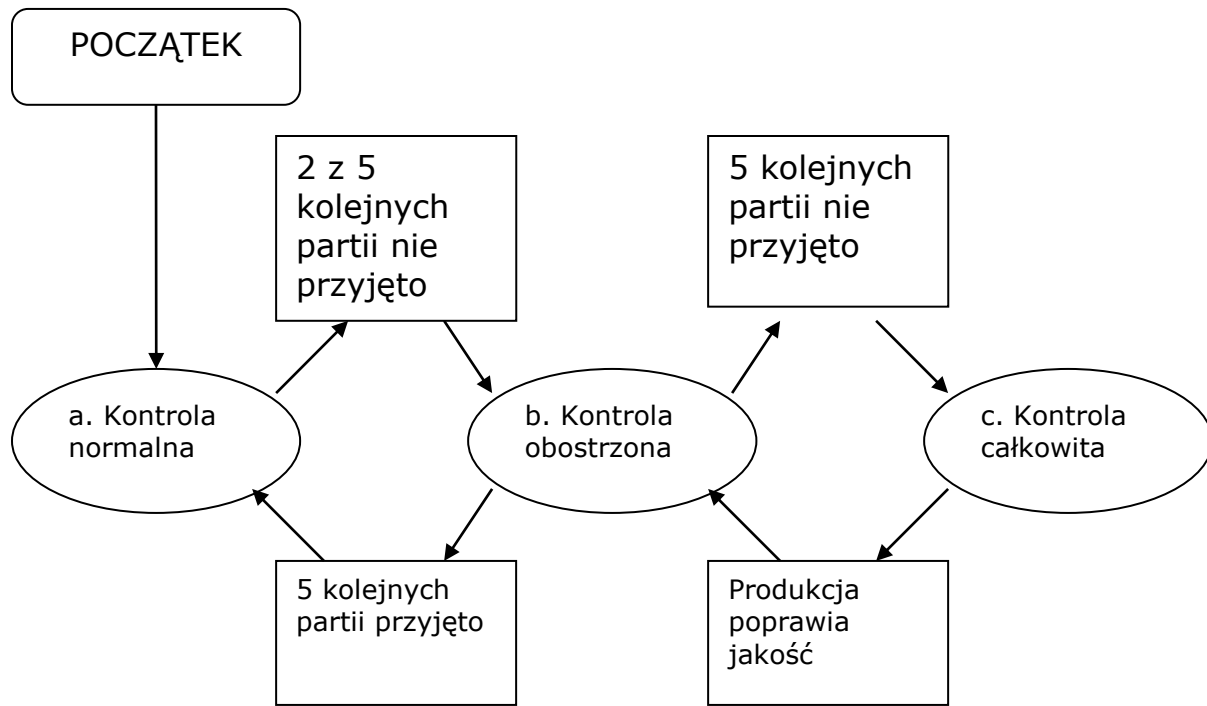 POCZĄTEK
2 z 5
kolejnych
partii nie
przyjęto
5 kolejnych
partii nie
przyjęto
a. Kontrola
normalna
b. Kontrola
obostrzona
c. Kontrola
całkowita
5 kolejnych
partii przyjęto
Produkcja
poprawia
jakość